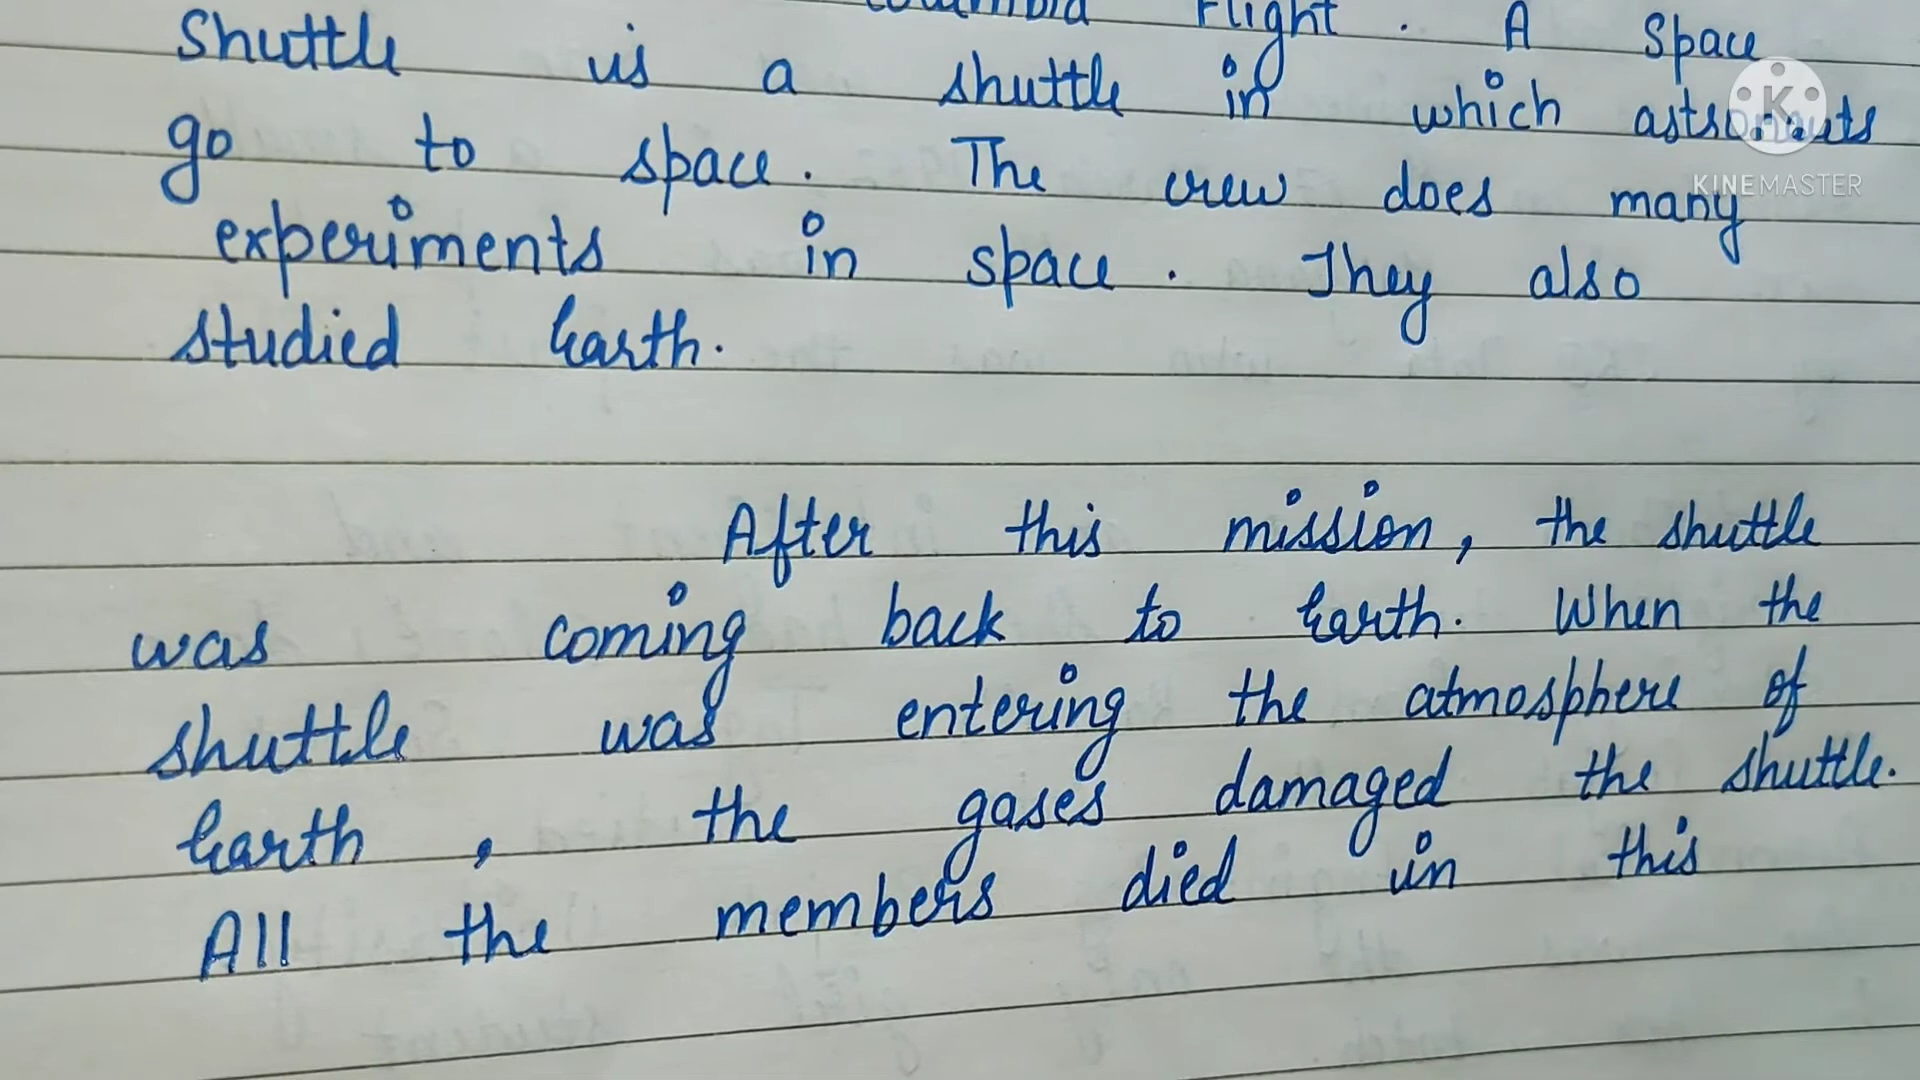 Columbia Flight. A Space
Shuttle is a shuttle in which astronauts
go to space. The crew does many
experiments in space. They also
studied Earth.
After this mission, the shuttle
was coming back to Earth. When the
shuttle was entering the atmosphere of
Earth, the gases damaged the shuttle.
All the members died in this
KINEMASTER